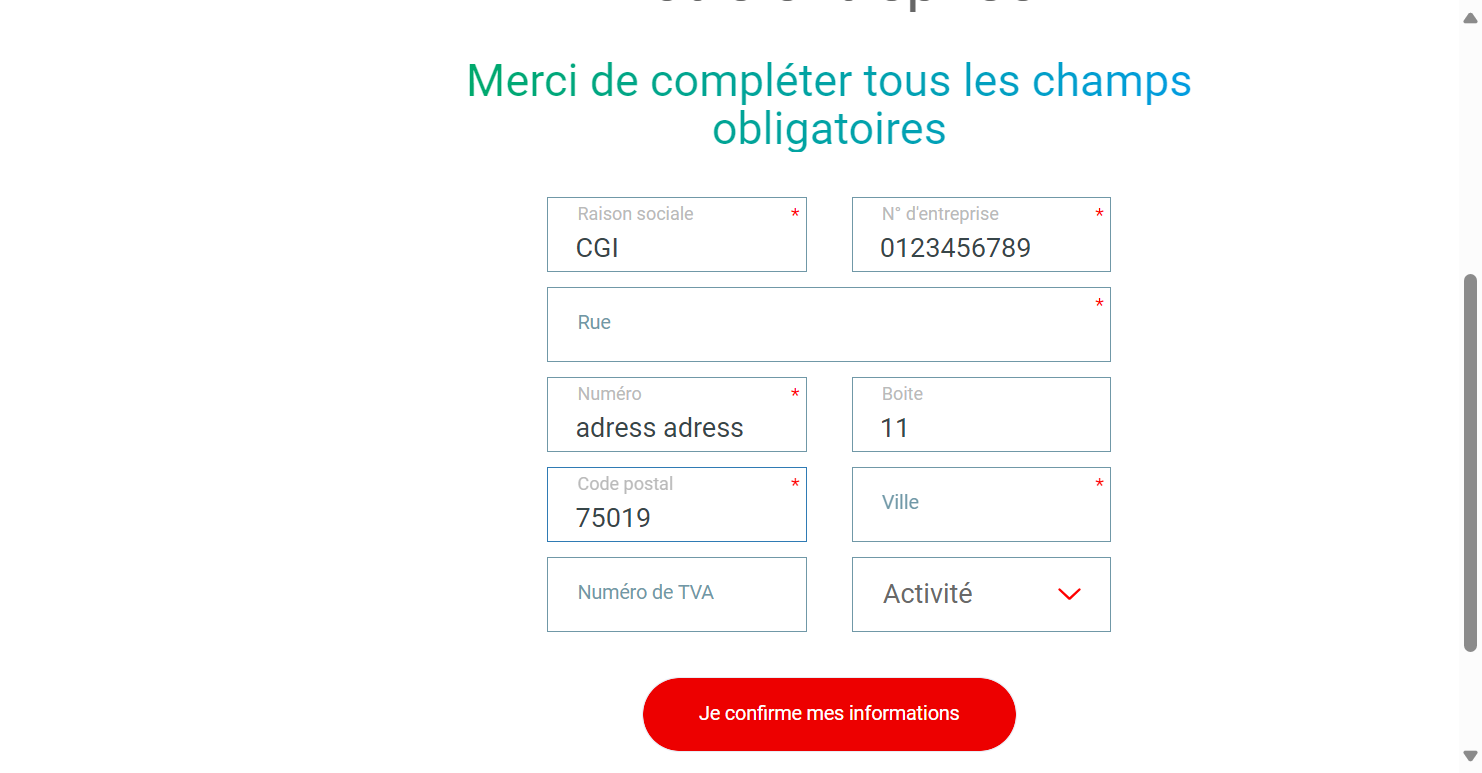 Merci de compléter tous les champs
obligatoires
Raison sociale *
CGI
N° d'entreprise *
0123456789
Rue *
Numéro *
adress adress
Boite
11
Code postal *
75019
Ville *
Numéro de TVA
Activité
Je confirme mes informations